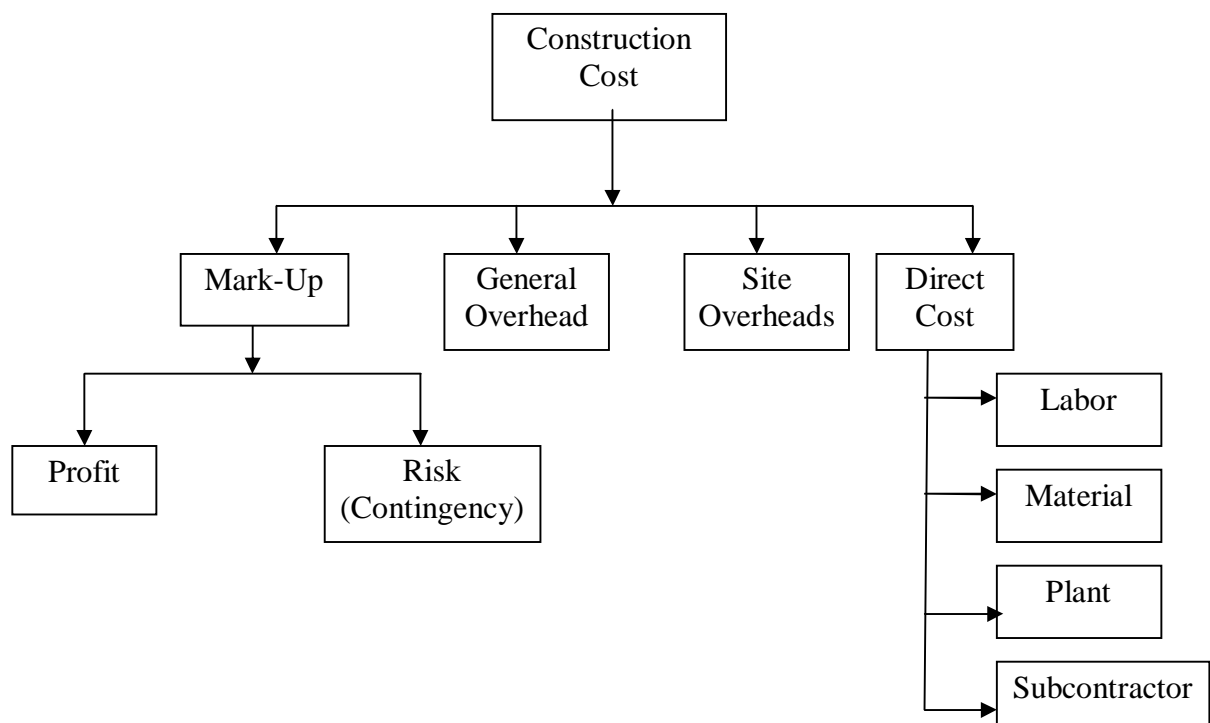 Construction
Cost
Mark-Up
General
Overhead
Site
Overheads
Direct
Cost
Labor
Profit
Risk
(Contingency)
Material
Plant
Subcontractor